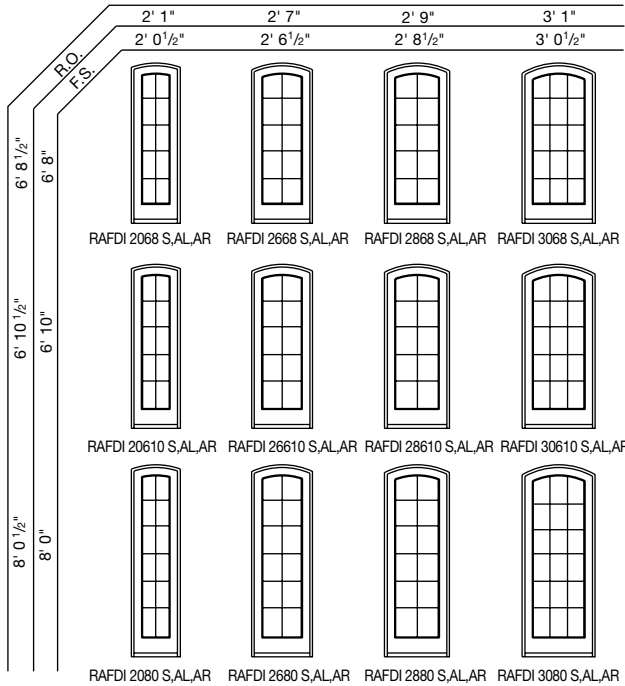 2' 1" 2' 7" 2' 9" 3' 1"
2' 0 1/2" 2' 6 1/2" 2' 8 1/2" 3' 0 1/2"
R.O.
F.S.
6' 8 1/2" 6' 8"
RAFDI 2068 S,AL,AR RAFDI 2668 S,AL,AR RAFDI 2868 S,AL,AR RAFDI 3068 S,AL,AR
6' 10 1/2" 6' 10"
RAFDI 20610 S,AL,AR RAFDI 26610 S,AL,AR RAFDI 28610 S,AL,AR RAFDI 30610 S,AL,AR
8' 0 1/2" 8' 0"
RAFDI 2080 S,AL,AR RAFDI 2680 S,AL,AR RAFDI 2880 S,AL,AR RAFDI 3080 S,AL,AR